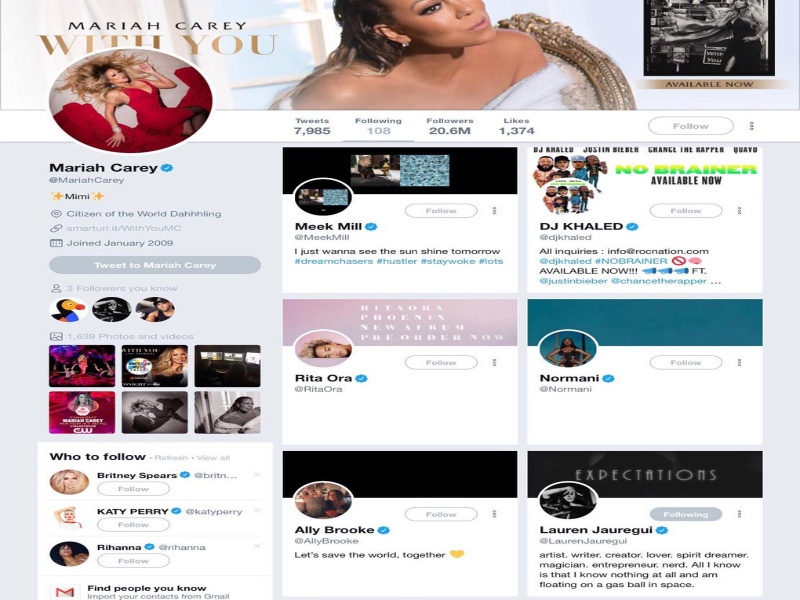 MARIAH CAREY
WITH YOU
With
You
AVAILABLE NOW
Tweets
7,985
Following
108
Followers
20.6M
Likes
1,374
Follow
Mariah Carey
@MariahCarey
✨Mimi✨
Citizen of the World Dahhhling
smarturl.it/WithYouMC
Joined January 2009
Tweet to Mariah Carey
3 Followers you know
1,639 Photos and videos
WITH YOU
MARIAH CAREY
CW
Who to follow · Refresh · View all
Britney Spears @britn...
Follow
KATY PERRY @katyperry
Follow
Rihanna @rihanna
Follow
Find people you know
Import your contacts from Gmail
Follow
Meek Mill
@MeekMill
I just wanna see the sun shine tomorrow
#dreamchasers #hustler #staywoke #lots
DJ KHALED JUSTIN BIEBER CHANCE THE RAPPER QUAVO
NO BRAINER
AVAILABLE NOW
Follow
DJ KHALED
@djkhaled
All inquiries : info@rocnation.com
@djkhaled #NOBRAINER 🚫🧠
AVAILABLE NOW!!! 📣📣📣 FT.
@justinbieber @chancetherapper ...
RITA ORA
PHOENIX
NEW ALBUM
PRE ORDER NOW
Follow
Rita Ora
@RitaOra
Follow
Normani
@Normani
Follow
Ally Brooke
@AllyBrooke
Let's save the world, together 💛
EXPECTATIONS
Following
Lauren Jauregui
@LaurenJauregui
artist. writer. creator. lover. spirit dreamer.
magician. entrepreneur. nerd. All I know
is that I know nothing at all and am
floating on a gas ball in space.